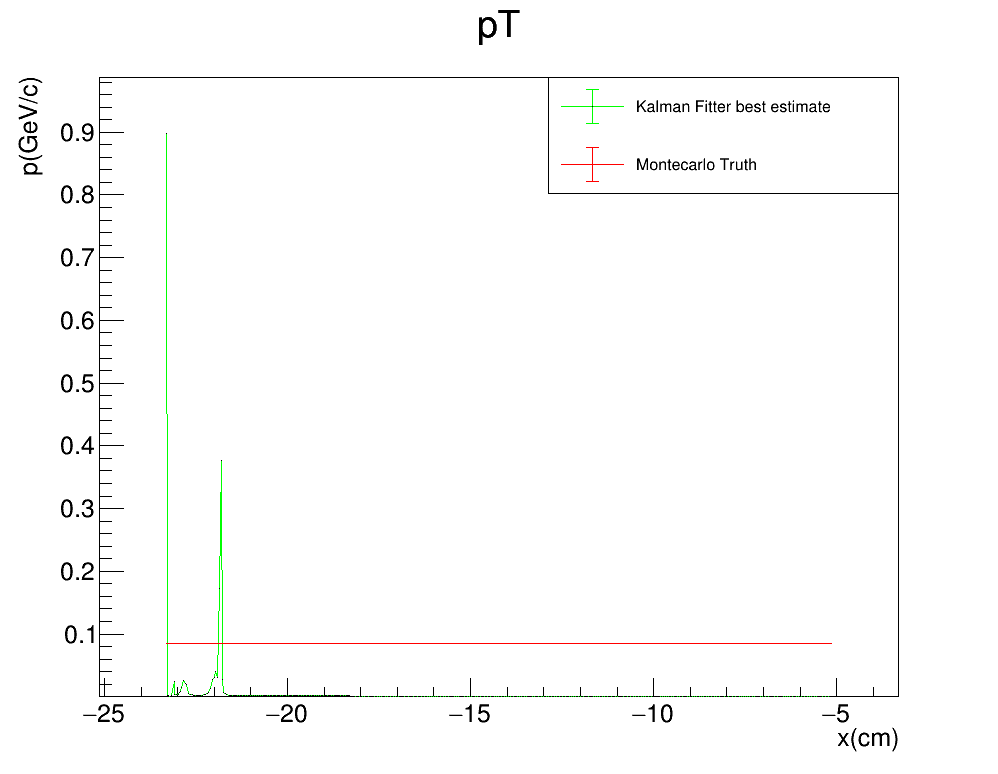 pT
p(GeV/c)
Kalman Fitter best estimate
Montecarlo Truth
0.9
0.8
0.7
0.6
0.5
0.4
0.3
0.2
0.1
−25 −20 −15 −10 −5
x(cm)